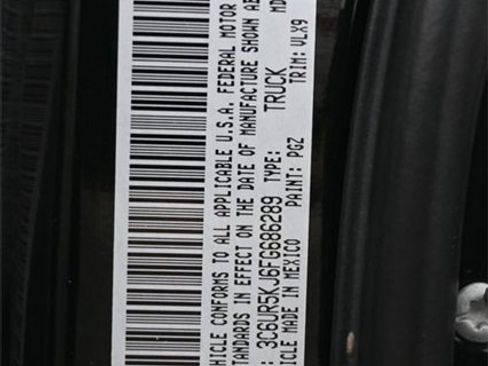 HICLE CONFORMS TO ALL APPLICABLE U.S.A. FEDERAL MOTOR
TANDARDS IN EFFECT ON THE DATE OF MANUFACTURE SHOWN AB
: 3C6UR5KJ6FG686289 TYPE: TRUCK MD
ICLE MADE IN MEXICO PAINT: PGZ TRIM: VLX9